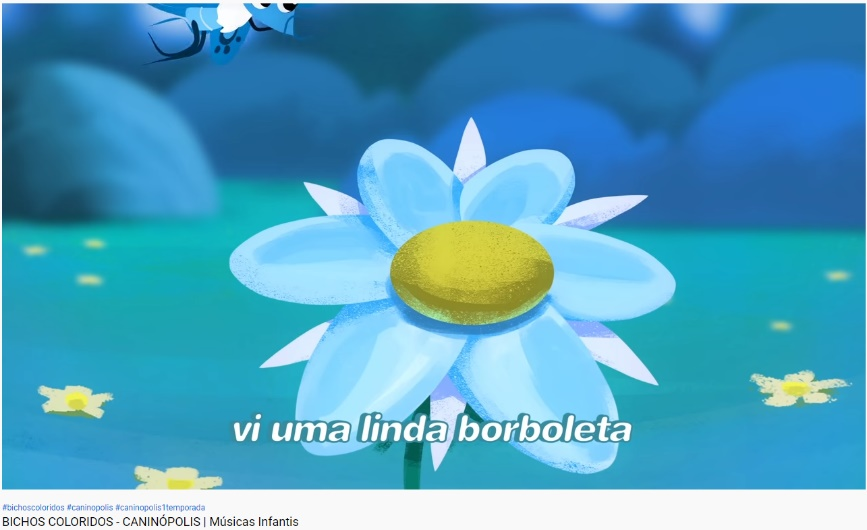 vi uma linda borboleta
#bichoscoloridos #caninopolis #caninopolis1temporada
BICHOS COLORIDOS - CANINÓPOLIS | Músicas Infantis